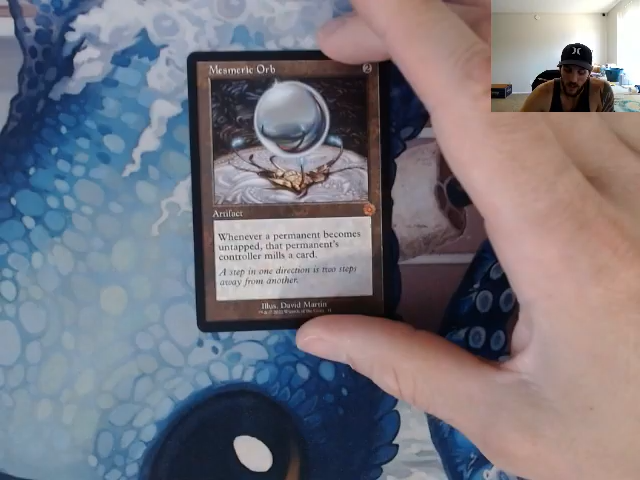 Mesmeric Orb 2
Artifact
Whenever a permanent becomes
untapped, that permanent's
controller mills a card.
A step in one direction is two steps
away from another.
Illus. David Martin